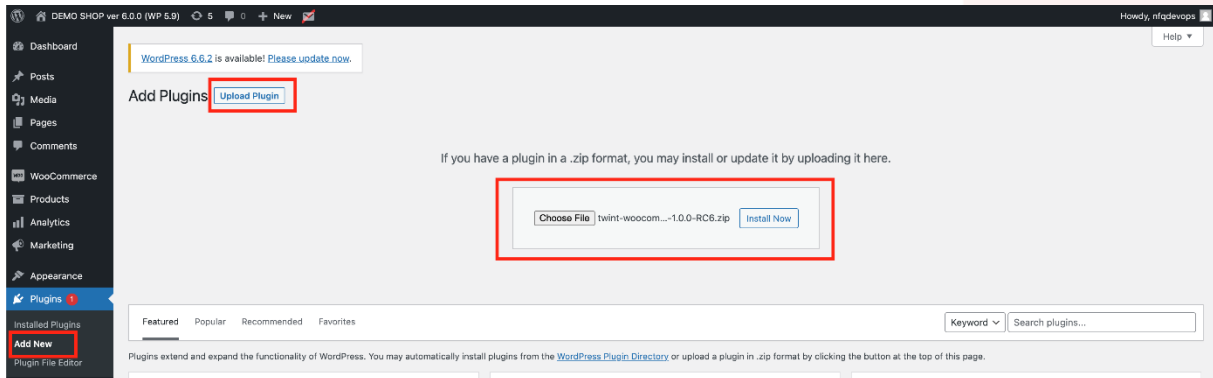 DEMO SHOP ver 6.0.0 (WP 5.9) 5 0 + New
Howdy, nfqdevops
Help ▼
Dashboard
Posts
Media
Pages
Comments
WooCommerce
Products
Analytics
Marketing
Appearance
Plugins 1
Installed Plugins
Add New
Plugin File Editor
WordPress 6.6.2 is available! Please update now.
Add Plugins Upload Plugin
If you have a plugin in a .zip format, you may install or update it by uploading it here.
Choose File twint-woocom...-1.0.0-RC6.zip Install Now
Featured Popular Recommended Favorites
Keyword Search plugins...
Plugins extend and expand the functionality of WordPress. You may automatically install plugins from the WordPress Plugin Directory or upload a plugin in .zip format by clicking the button at the top of this page.